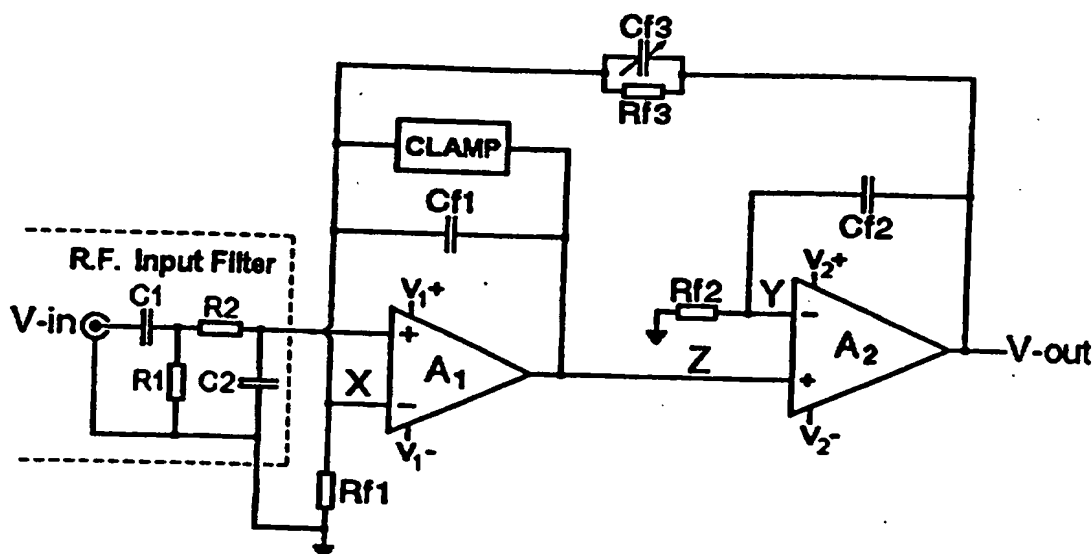 Cf3
Rf3
CLAMP
Cf1
Cf2
R.F. Input Filter
C1
R2
V-in
R1
C2
V₁+
+
A₁
X
−
V₁-
Rf1
Z
Rf2
Y
V₂+
−
A₂
+
V₂-
V-out